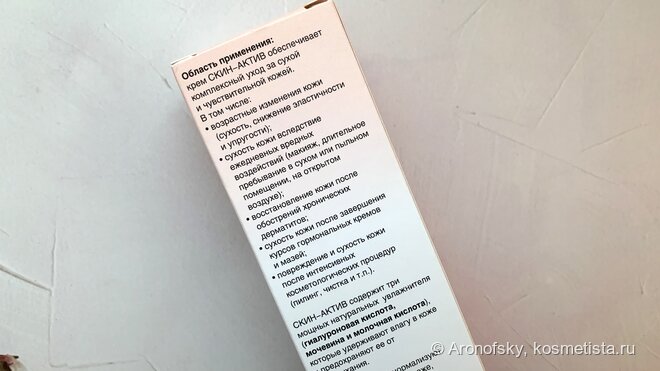 Область применения:
крем СКИН–АКТИВ обеспечивает
комплексный уход за сухой
и чувствительной кожей.
В том числе:
• возрастные изменения кожи
(сухость, снижение эластичности
и упругости);
• сухость кожи вследствие
ежедневных вредных
воздействий (макияж, длительное
пребывание в сухом или пыльном
помещении, на открытом
воздухе);
• восстановление кожи после
обострений хронических
дерматитов;
• сухость кожи после завершения
курсов гормональных кремов
и мазей;
• повреждение и сухость кожи
после интенсивных
косметологических процедур
(пилинг, чистка и т.п.).
СКИН–АКТИВ содержит три
мощных натуральных увлажнителя
(гиалуроновая кислота,
мочевина и молочная кислота),
которые удерживают влагу в коже
предохраняют ее от
© Aronofsky, kosmetista.ru